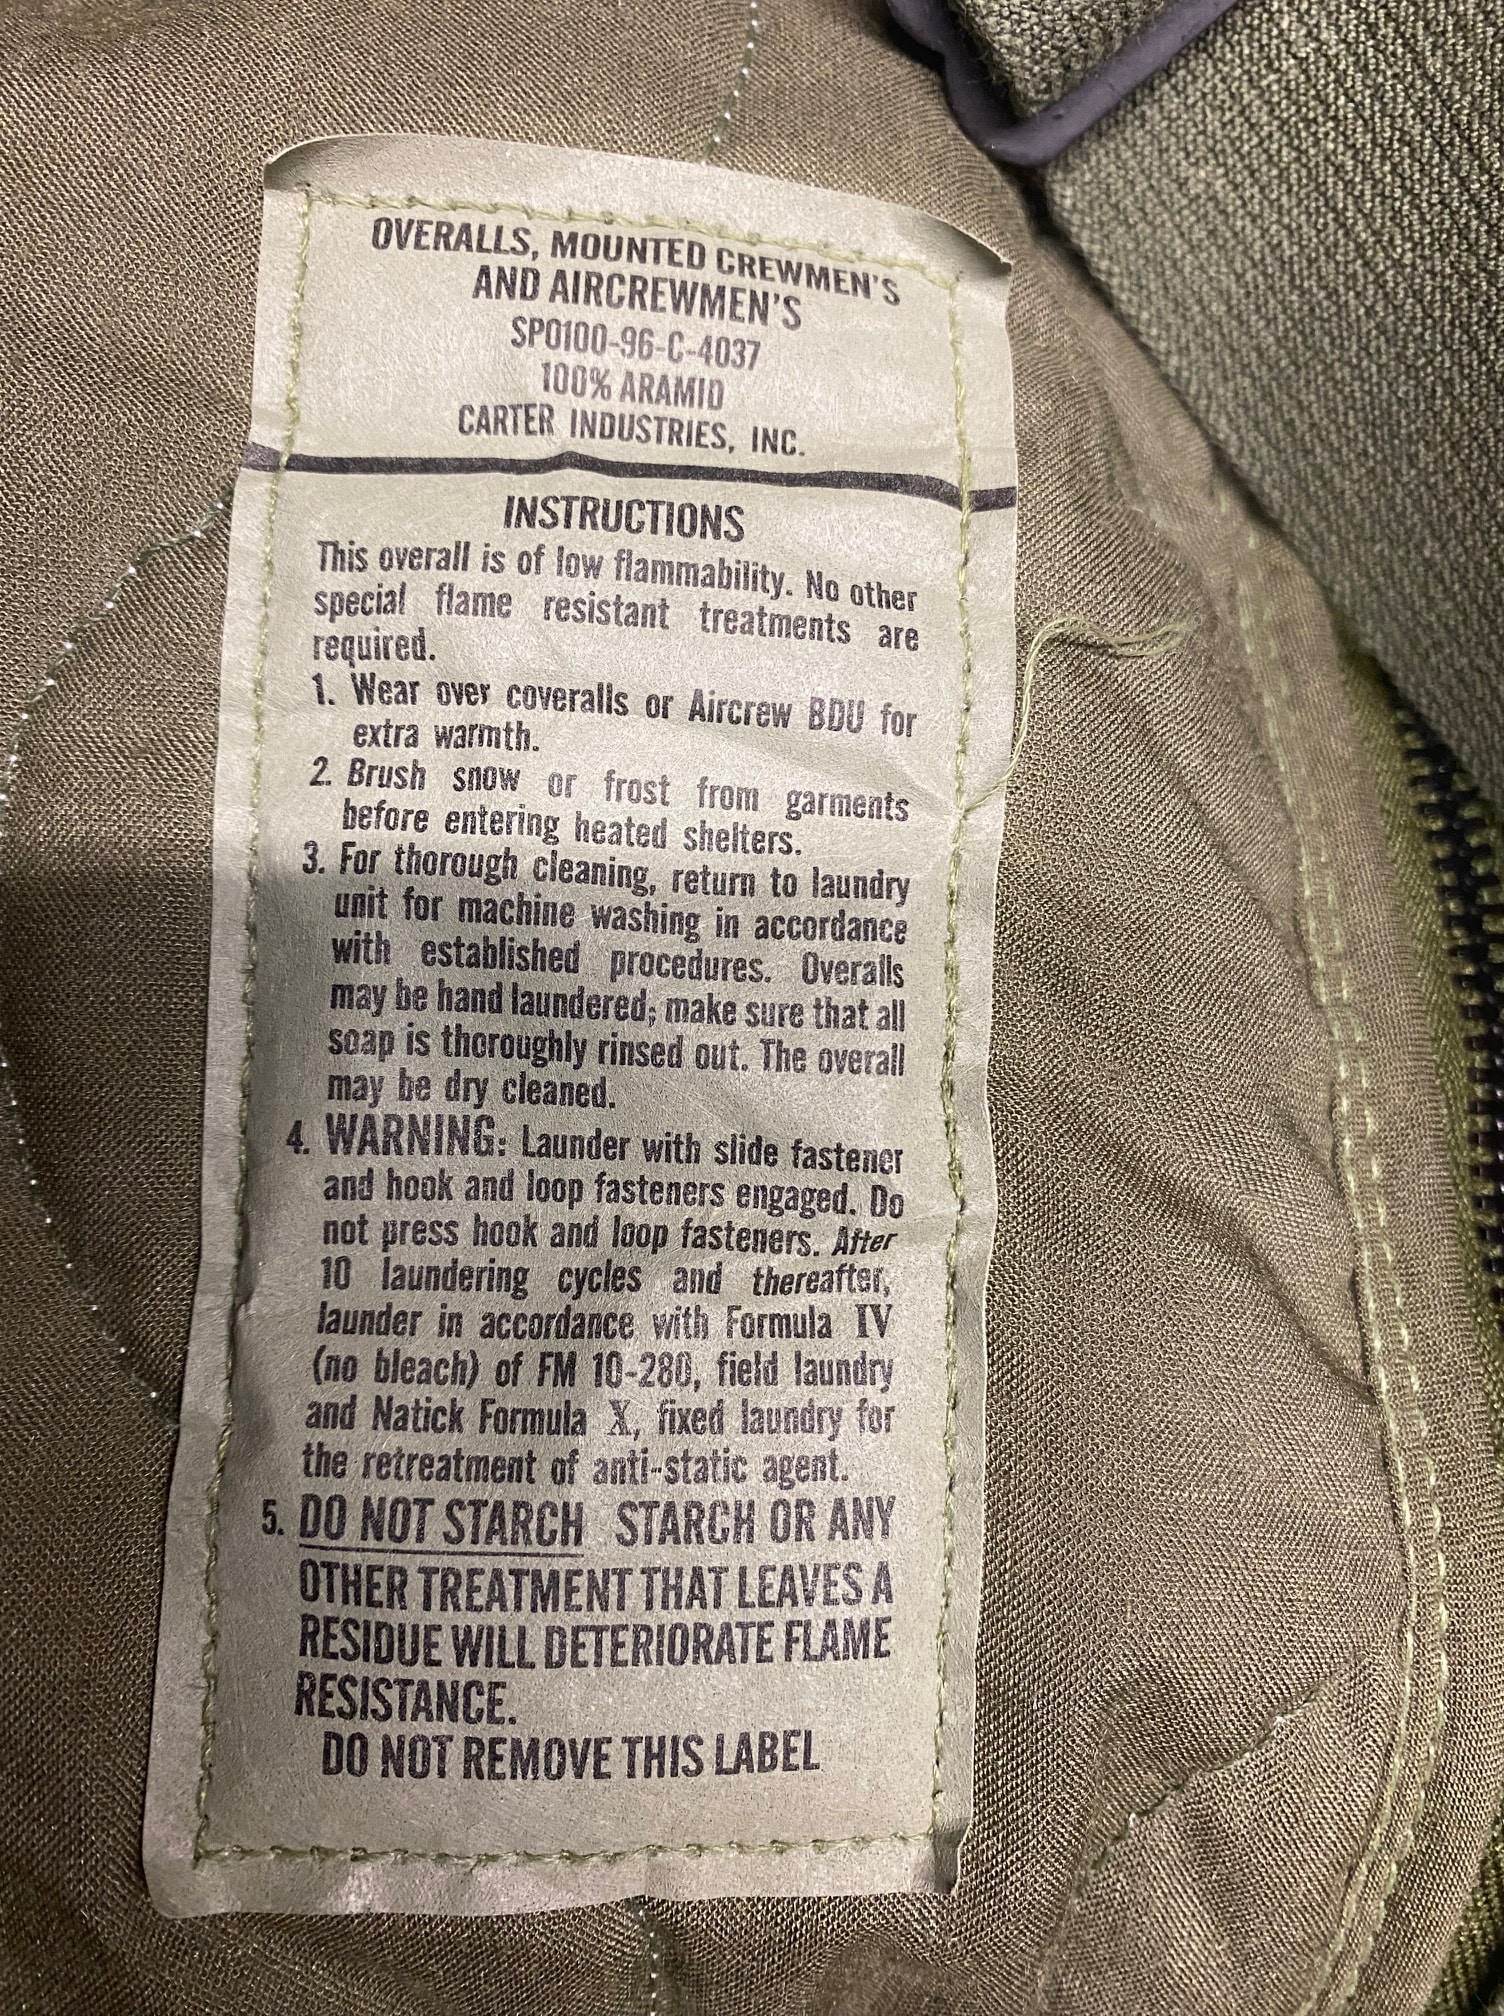 OVERALLS, MOUNTED CREWMEN'S
AND AIRCREWMEN'S
SPO100-96-C-4037
100% ARAMID
CARTER INDUSTRIES, INC.
INSTRUCTIONS
This overall is of low flammability. No other
special flame resistant treatments are
required.
1. Wear over coveralls or Aircrew BDU for
extra warmth.
2. Brush snow or frost from garments
before entering heated shelters.
3. For thorough cleaning, return to laundry
unit for machine washing in accordance
with established procedures. Overalls
may be hand laundered; make sure that all
soap is thoroughly rinsed out. The overall
may be dry cleaned.
4. WARNING: Launder with slide fastener
and hook and loop fasteners engaged. Do
not press hook and loop fasteners. After
10 laundering cycles and thereafter,
launder in accordance with Formula IV
(no bleach) of FM 10-280, field laundry
and Natick Formula X, fixed laundry for
the retreatment of anti-static agent.
5. DO NOT STARCH STARCH OR ANY
OTHER TREATMENT THAT LEAVES A
RESIDUE WILL DETERIORATE FLAME
RESISTANCE.
DO NOT REMOVE THIS LABEL